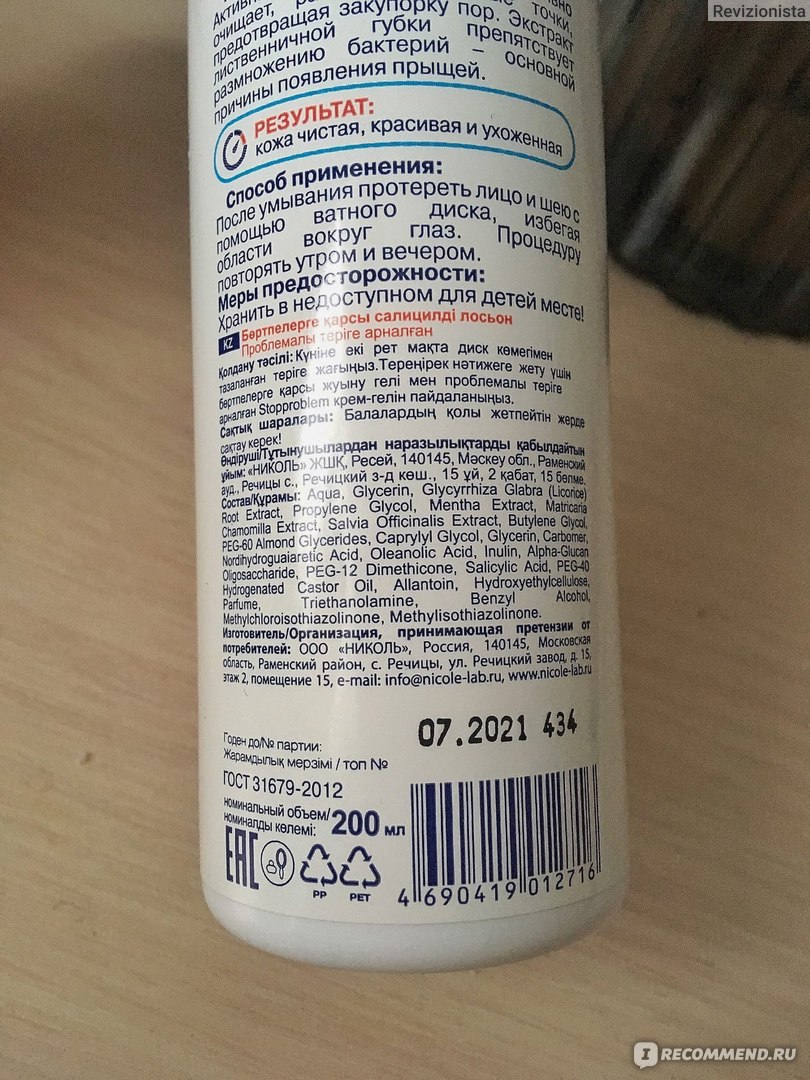 Revizionista
очищает,
точки,
предотвращая закупорку пор. Экстракт
лиственничной губки препятствует
размножению бактерий – основной
причины появления прыщей.
РЕЗУЛЬТАТ:
кожа чистая, красивая и ухоженная
Способ применения:
После умывания протереть лицо и шею с
помощью ватного диска, избегая
области вокруг глаз. Процедуру
повторять утром и вечером.
Меры предосторожности:
Хранить в недоступном для детей месте!
KZ Бөртпелерге қарсы салицилді лосьон
Проблемалы теріге арналған
Қолдану тәсілі: Күніне екі рет мақта диск көмегімен
тазаланған теріге жағыңыз.Тереңірек нәтижеге жету үшін
бөртпелерге қарсы жуыну гелі мен проблемалы теріге
арналған Stopproblem крем-гелін пайдаланыңыз.
Сақтық шаралары: Балалардың қолы жетпейтін жерде
сақтау керек!
Өндіруші/Тұтынушылардан наразылықтарды қабылдайтын
ұйым: «НИКОЛЬ» ЖШҚ, Ресей, 140145, Мәскеу обл., Раменский
ауд., Речицы с., Речицкий з-д көш., 15 үй, 2 қабат, 15 бөлме.
Состав/Құрамы: Aqua, Glycerin, Glycyrrhiza Glabra (Licorice)
Root Extract, Propylene Glycol, Mentha Extract, Matricaria
Chamomilla Extract, Salvia Officinalis Extract, Butylene Glycol,
PEG-60 Almond Glycerides, Caprylyl Glycol, Glycerin, Carbomer,
Nordihydroguaiaretic Acid, Oleanolic Acid, Inulin, Alpha-Glucan
Oligosaccharide, PEG-12 Dimethicone, Salicylic Acid, PEG-40
Hydrogenated Castor Oil, Allantoin, Hydroxyethylcellulose,
Parfume, Triethanolamine, Benzyl Alcohol,
Methylchloroisothiazolinone, Methylisothiazolinone.
Изготовитель/Организация, принимающая претензии от
потребителей: ООО «НИКОЛЬ», Россия, 140145, Московская
область, Раменский район, с. Речицы, ул. Речицкий завод, д. 15,
этаж 2, помещение 15, e-mail: info@nicole-lab.ru, www.nicole-lab.ru
07.2021 434
Годен до/№ партии:
Жарамдылық мерзімі / топ №
ГОСТ 31679-2012
номинальный объем/
номиналды көлемі: 200 мл
EAC
PP PET
4 690419 012716
IRECOMMEND.RU